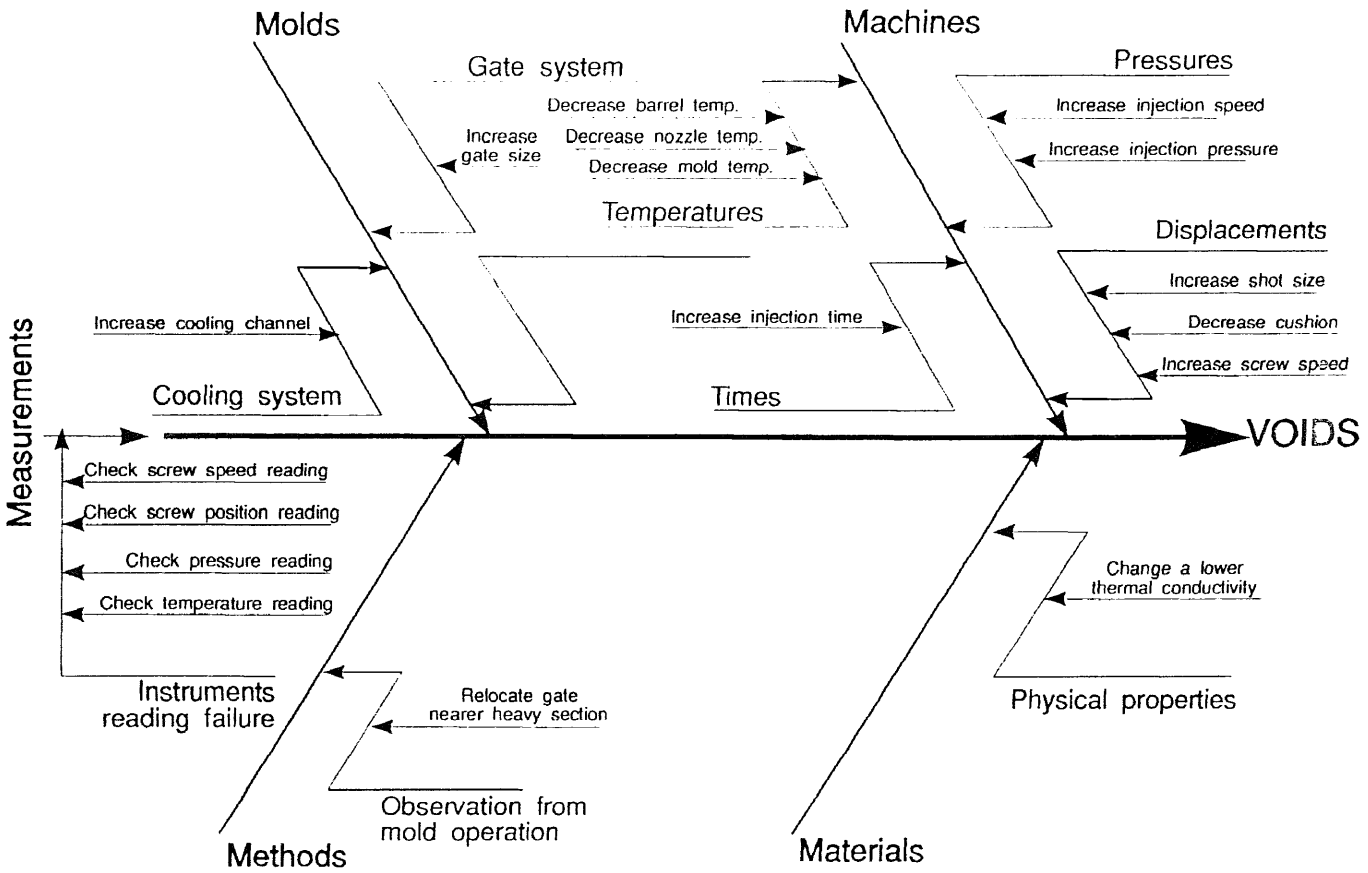 Molds
Machines
Gate system
Pressures
Decrease barrel temp.
Increase injection speed
Increase
gate size
Decrease nozzle temp.
Increase injection pressure
Decrease mold temp.
Temperatures
Displacements
Increase shot size
Increase cooling channel
Increase injection time
Decrease cushion
Increase screw speed
Cooling system
Times
Measurements
VOIDS
Check screw speed reading
Check screw position reading
Check pressure reading
Check temperature reading
Change a lower
thermal conductivity
Instruments
reading failure
Relocate gate
nearer heavy section
Physical properties
Observation from
mold operation
Methods
Materials